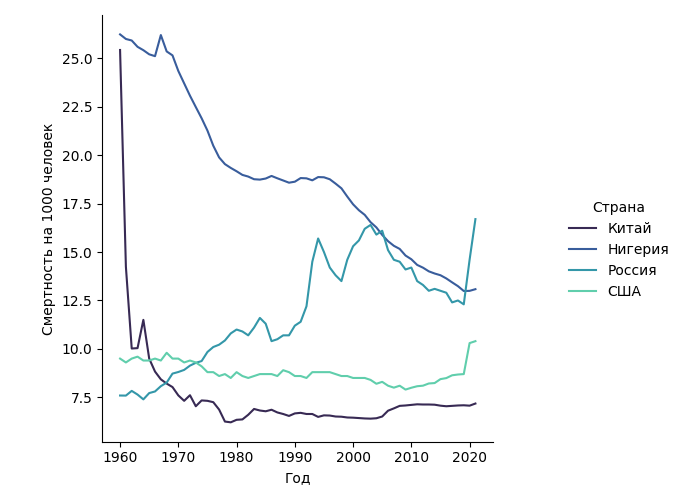 Смертность на 1000 человек
25.0
22.5
20.0
17.5
15.0
12.5
10.0
7.5
1960 1970 1980 1990 2000 2010 2020
Год
Страна
Китай
Нигерия
Россия
США